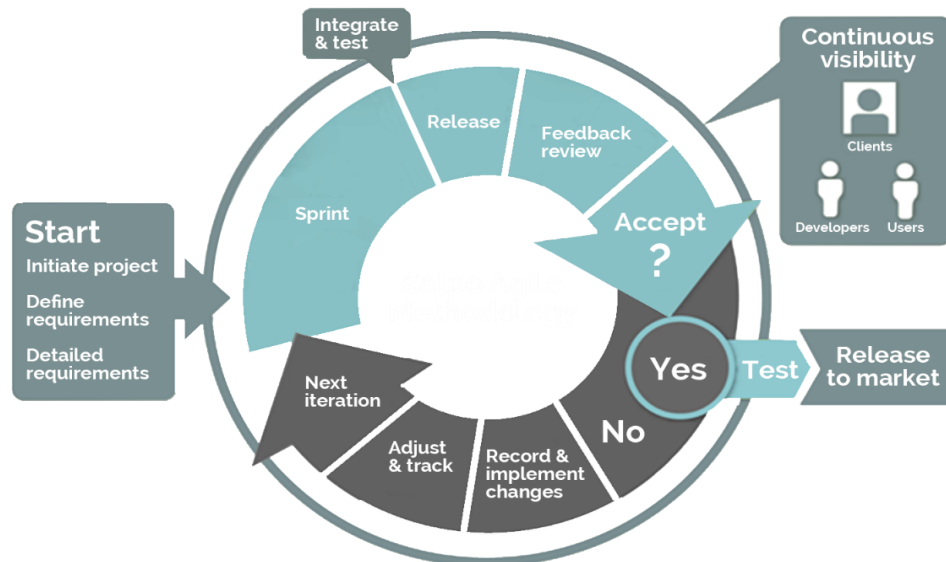 Integrate
& test
Continuous
visibility
Clients
Developers
Users
Release
Feedback
review
Sprint
Accept
?
Start
Initiate project
Define
requirements
Detailed
requirements
Yes
Test
Release
to market
No
Next
iteration
Adjust
& track
Record &
implement
changes